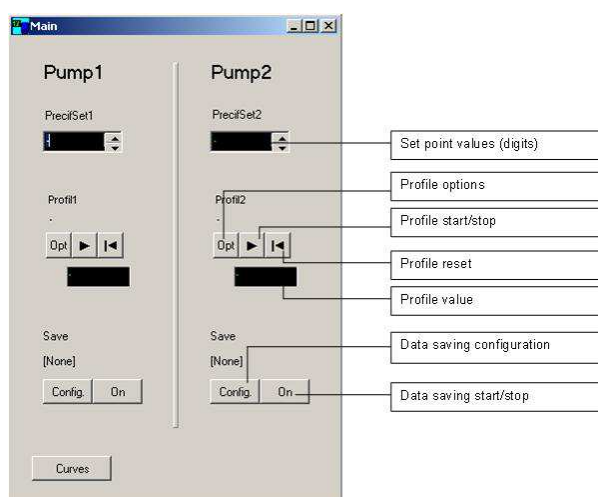 Main
Pump1
Pump2
PrecifSet1
PrecifSet2
Set point values (digits)
Profile options
Profil1
Profil2
Profile start/stop
Opt
Opt
Profile reset
Profile value
Save
Save
Data saving configuration
[None]
[None]
Config.
On
Config.
On
Data saving start/stop
Curves